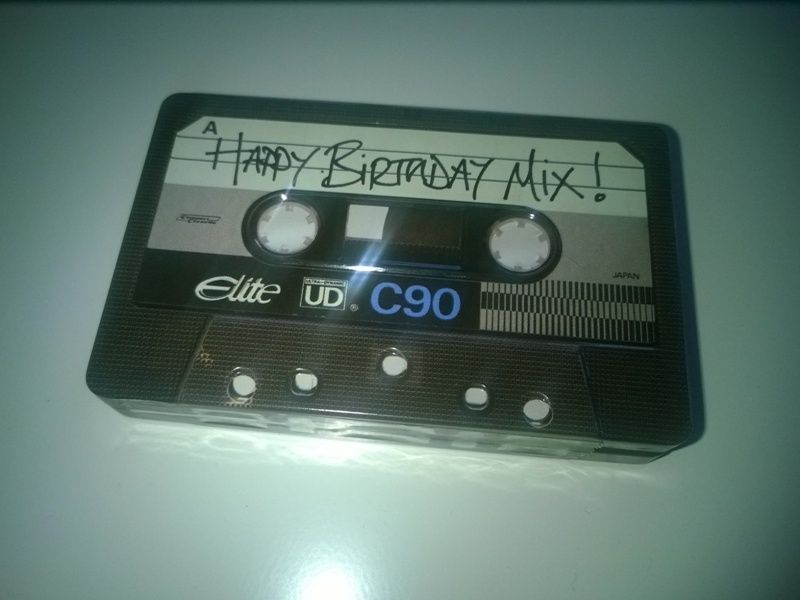 A
HAPPY BIRTHDAY MIX!
JAPAN
Elite UD® C90